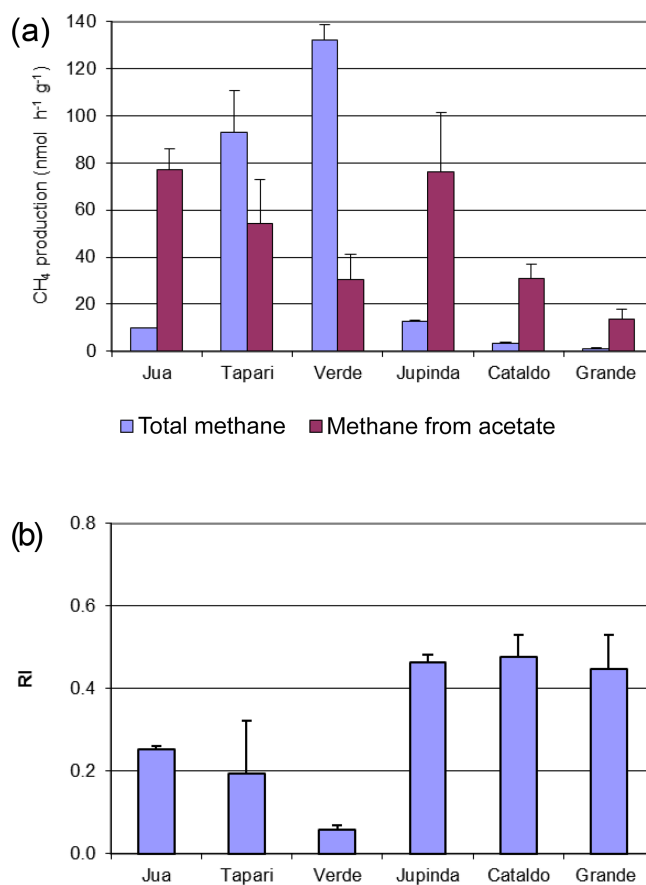 (a)
CH₄ production (nmol h⁻¹ g⁻¹)
140
120
100
80
60
40
20
0
Jua Tapari Verde Jupinda Cataldo Grande
Total methane Methane from acetate
(b)
RI
0.8
0.6
0.4
0.2
0.0
Jua Tapari Verde Jupinda Cataldo Grande